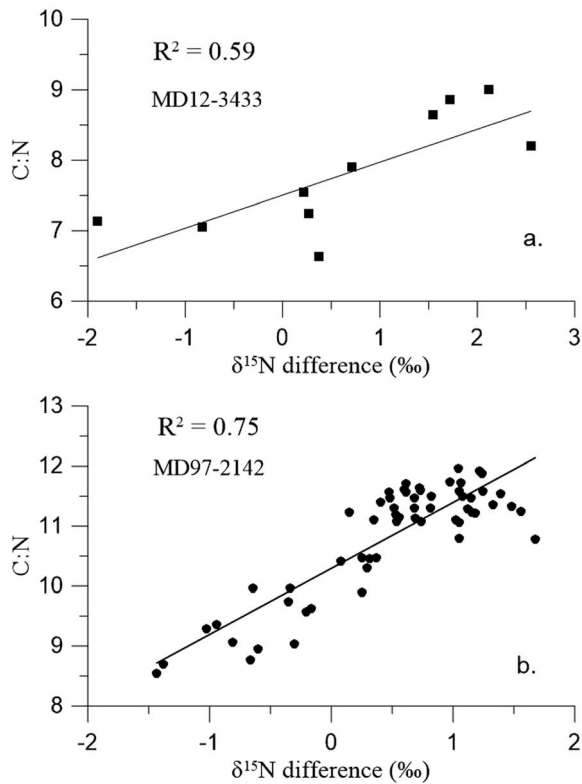 10
R² = 0.59
9
MD12-3433
C:N
8
7
a.
6
-2 -1 0 1 2 3
δ¹⁵N difference (‰)
13
R² = 0.75
12
MD97-2142
11
C:N
10
9
b.
8
-2 -1 0 1 2
δ¹⁵N difference (‰)